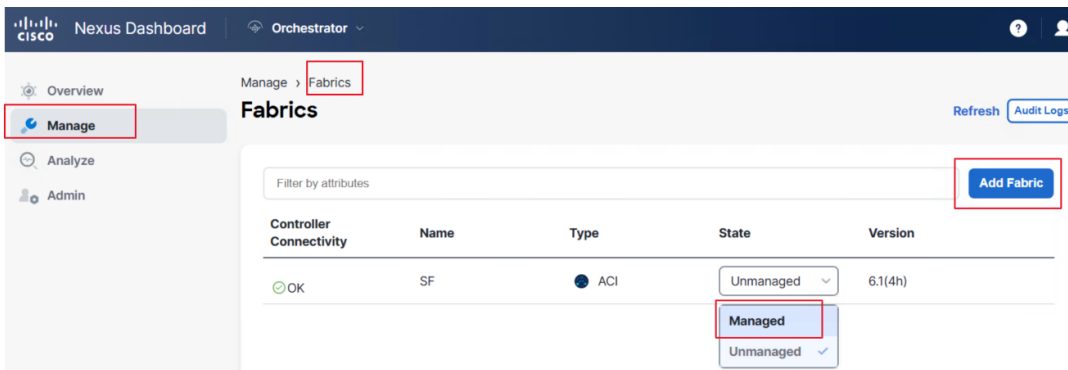 CISCO Nexus Dashboard Orchestrator ?
Overview
Manage
Analyze
Admin
Manage › Fabrics
Fabrics
Refresh Audit Logs
Filter by attributes
Add Fabric
Controller Connectivity Name Type State Version
OK SF ACI Unmanaged 6.1(4h)
Managed
Unmanaged